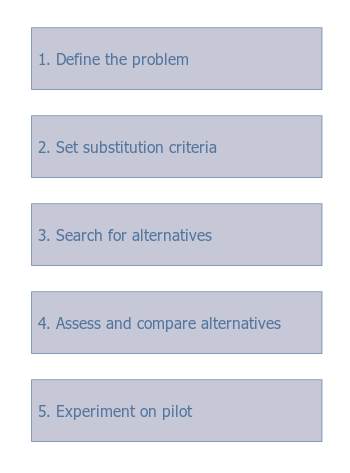 1. Define the problem
2. Set substitution criteria
3. Search for alternatives
4. Assess and compare alternatives
5. Experiment on pilot